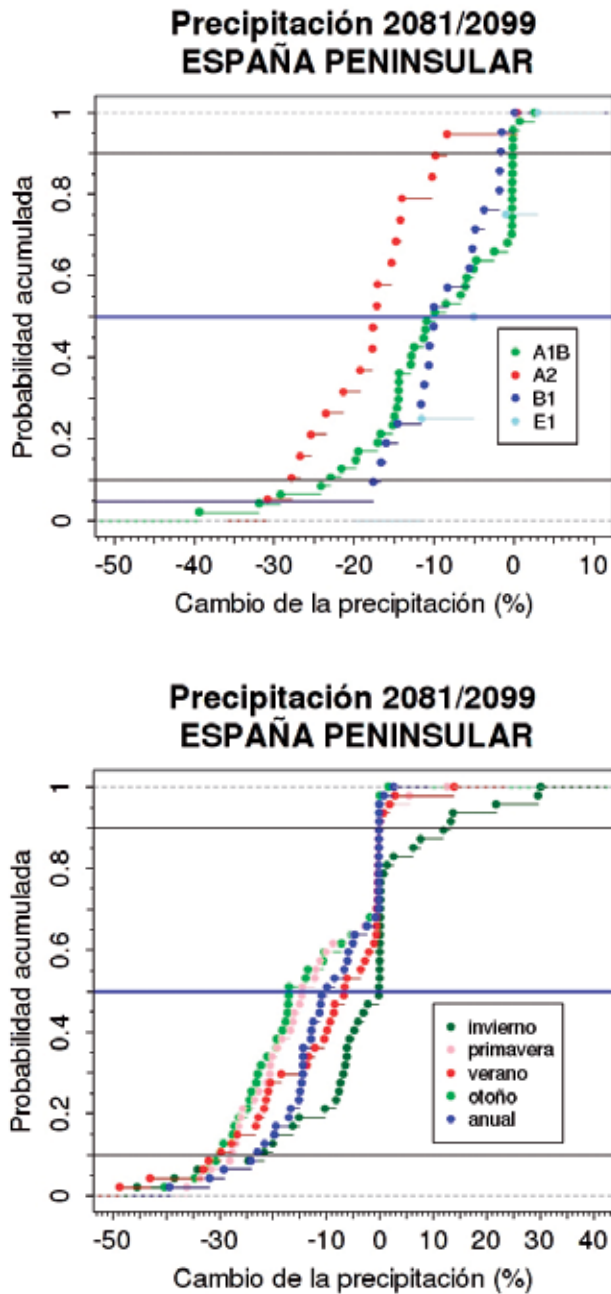 Precipitación 2081/2099
ESPAÑA PENINSULAR
Probabilidad acumulada
1
0.8
0.6
0.4
0.2
0
A1B
A2
B1
E1
-50 -40 -30 -20 -10 0 10
Cambio de la precipitación (%)
Precipitación 2081/2099
ESPAÑA PENINSULAR
Probabilidad acumulada
1
0.8
0.6
0.4
0.2
0
invierno
primavera
verano
otoño
anual
-50 -40 -30 -20 -10 0 10 20 30 40
Cambio de la precipitación (%)